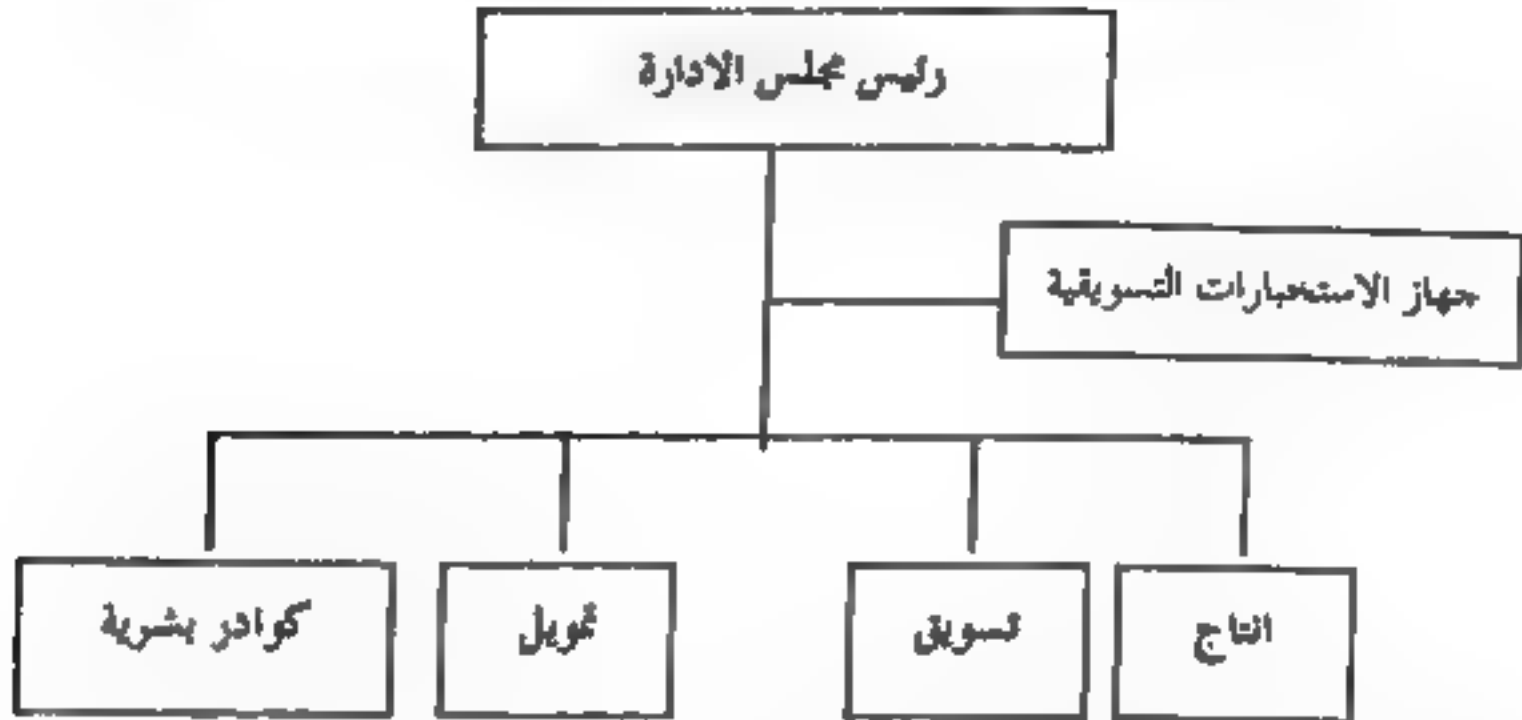 رئيس مجلس الادارة
جهاز الاستخبارات التسويقية
انتاج
تسويق
تمويل
كوادر بشرية